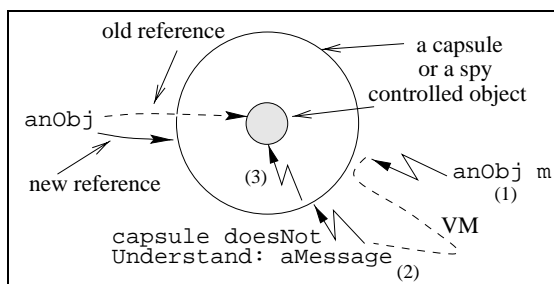 old reference
a capsule
or a spy
controlled object
anObj
new reference
(3)
anObj m
(1)
VM
capsule doesNot
Understand: aMessage
(2)